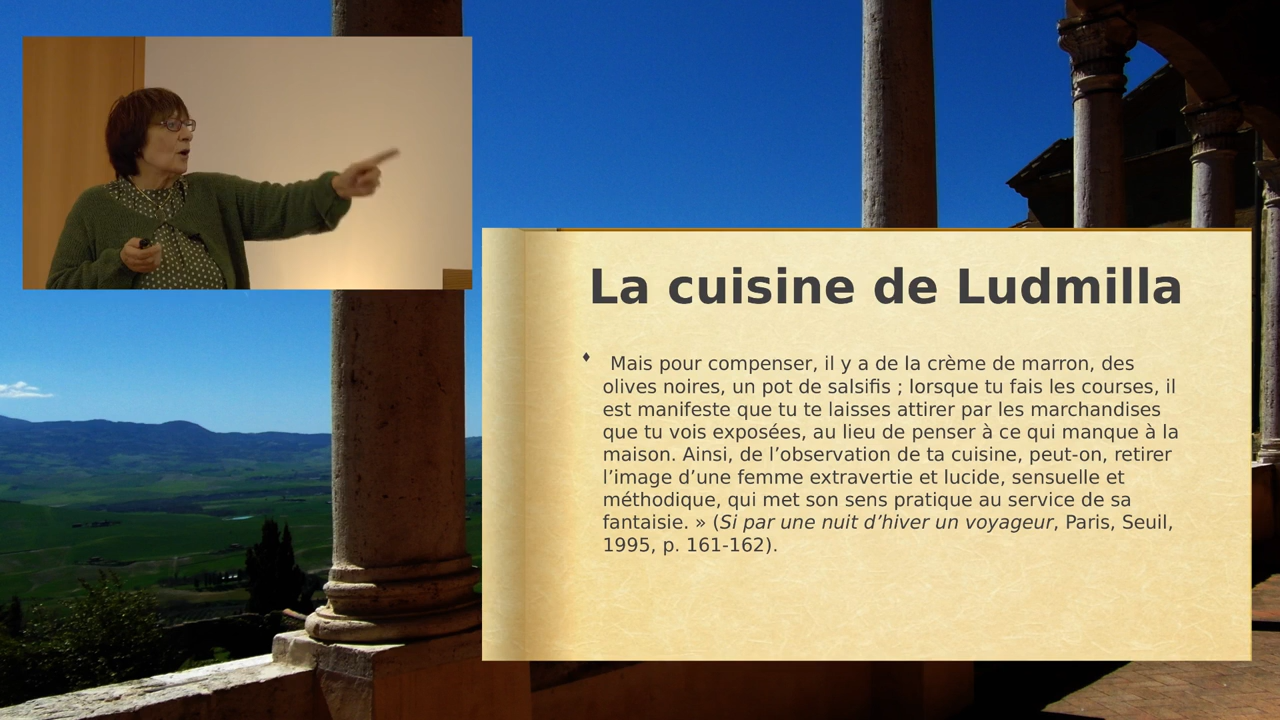 La cuisine de Ludmilla
Mais pour compenser, il y a de la crème de marron, des
olives noires, un pot de salsifis ; lorsque tu fais les courses, il
est manifeste que tu te laisses attirer par les marchandises
que tu vois exposées, au lieu de penser à ce qui manque à la
maison. Ainsi, de l’observation de ta cuisine, peut-on, retirer
l’image d’une femme extravertie et lucide, sensuelle et
méthodique, qui met son sens pratique au service de sa
fantaisie. » (Si par une nuit d’hiver un voyageur, Paris, Seuil,
1995, p. 161-162).